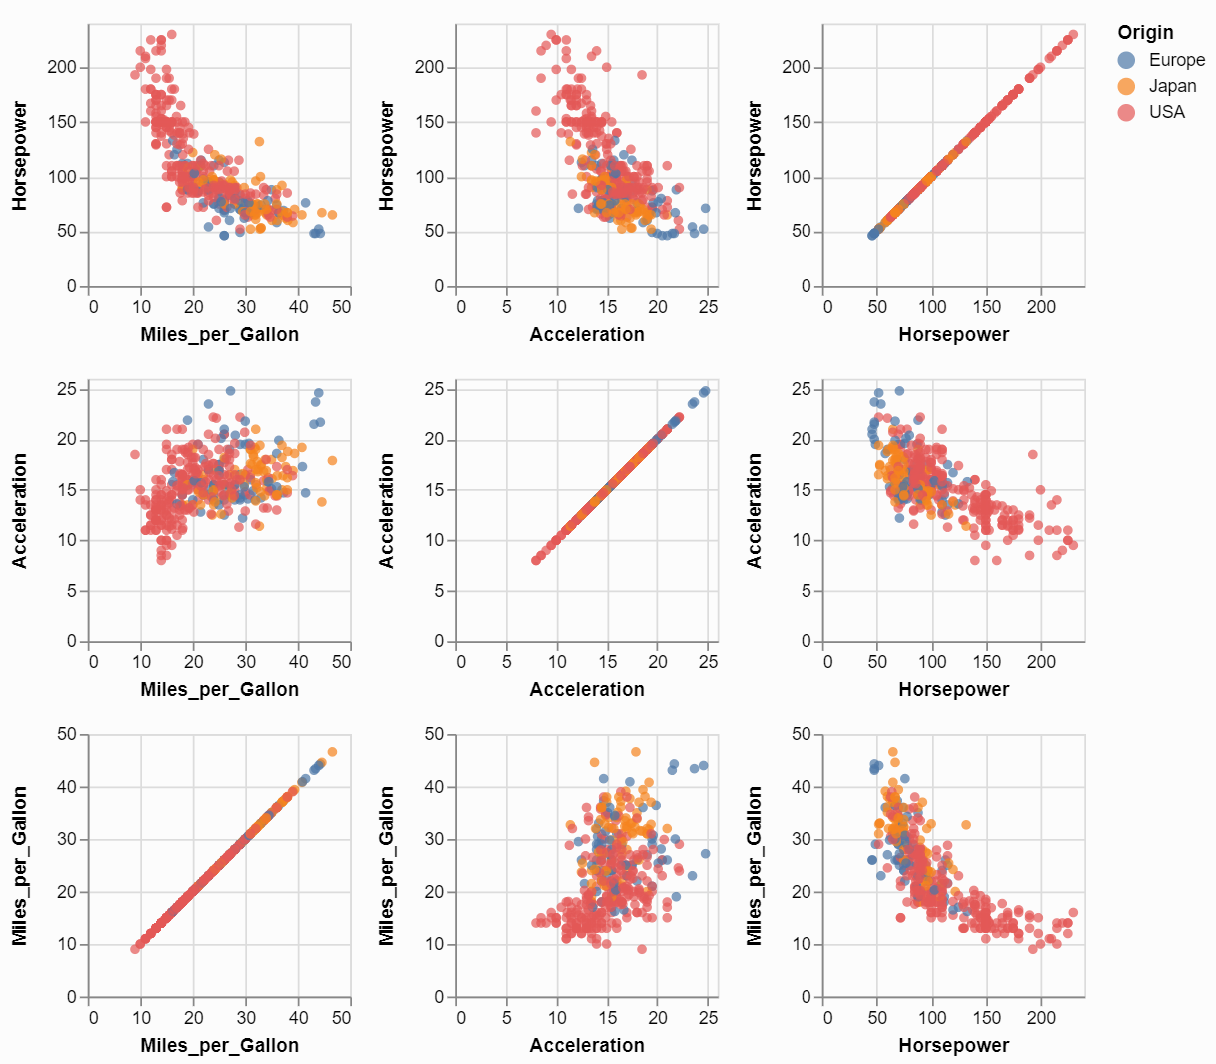 Origin
Europe
Japan
USA
Horsepower
200
150
100
50
0
0 10 20 30 40 50
Miles_per_Gallon
Horsepower
200
150
100
50
0
0 5 10 15 20 25
Acceleration
Horsepower
200
150
100
50
0
0 50 100 150 200
Horsepower
Acceleration
25
20
15
10
5
0
0 10 20 30 40 50
Miles_per_Gallon
Acceleration
25
20
15
10
5
0
0 5 10 15 20 25
Acceleration
Acceleration
25
20
15
10
5
0
0 50 100 150 200
Horsepower
Miles_per_Gallon
50
40
30
20
10
0
0 10 20 30 40 50
Miles_per_Gallon
Miles_per_Gallon
50
40
30
20
10
0
0 5 10 15 20 25
Acceleration
Miles_per_Gallon
50
40
30
20
10
0
0 50 100 150 200
Horsepower